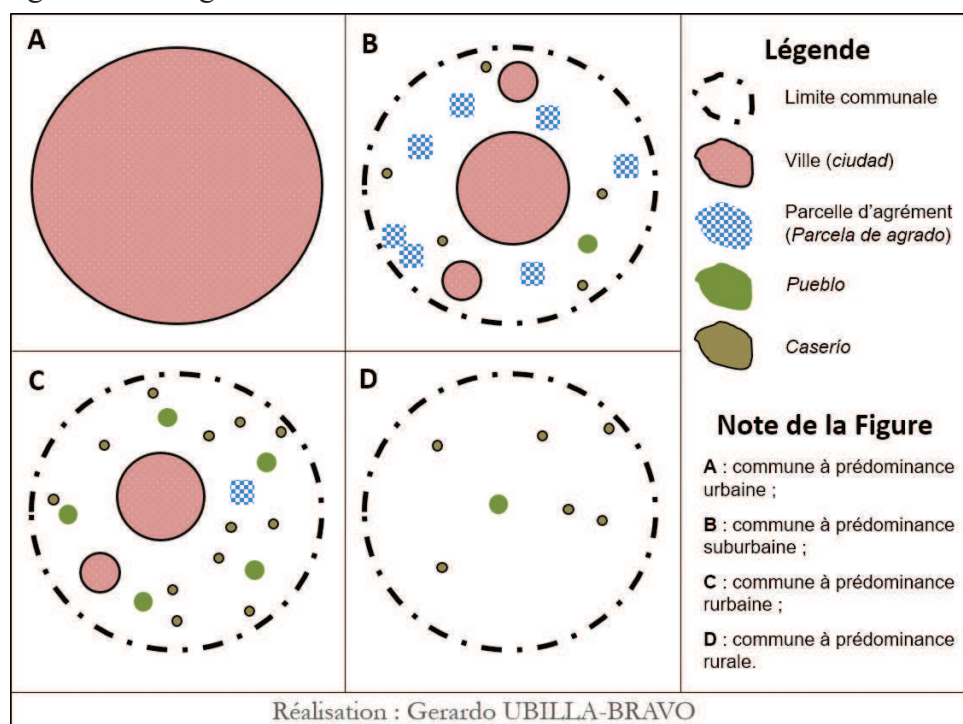 A
B
C
D
Légende
Limite communale
Ville (ciudad)
Parcelle d'agrément
(Parcela de agrado)
Pueblo
Caserío
Note de la Figure
A : commune à prédominance
urbaine ;
B : commune à prédominance
suburbaine ;
C : commune à prédominance
rurbaine ;
D : commune à prédominance
rurale.
Réalisation : Gerardo UBILLA-BRAVO